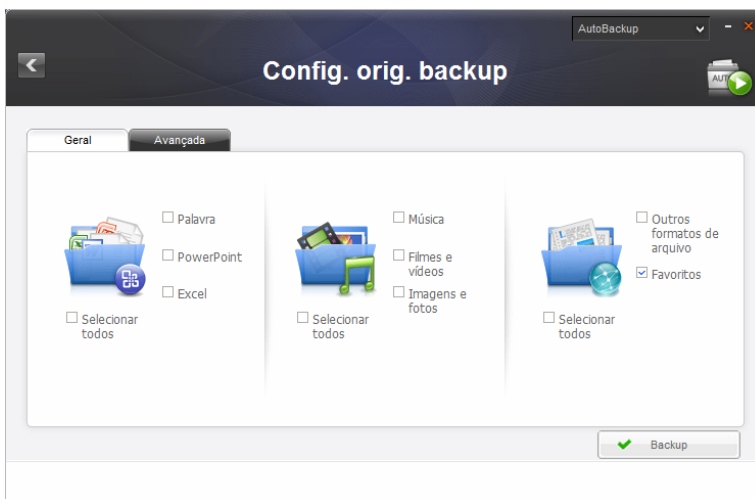 AutoBackup
Config. orig. backup
AUTO
Geral
Avançada
Palavra
PowerPoint
Excel
Selecionar
todos
Música
Filmes e
vídeos
Imagens e
fotos
Selecionar
todos
Outros
formatos de
arquivo
Favoritos
Selecionar
todos
Backup